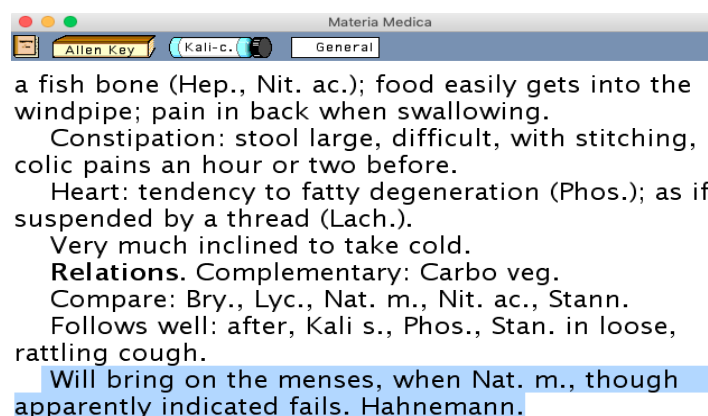 Materia Medica
Allen Key Kali-c. General
a fish bone (Hep., Nit. ac.); food easily gets into the
windpipe; pain in back when swallowing.
Constipation: stool large, difficult, with stitching,
colic pains an hour or two before.
Heart: tendency to fatty degeneration (Phos.); as if
suspended by a thread (Lach.).
Very much inclined to take cold.
Relations. Complementary: Carbo veg.
Compare: Bry., Lyc., Nat. m., Nit. ac., Stann.
Follows well: after, Kali s., Phos., Stan. in loose,
rattling cough.
Will bring on the menses, when Nat. m., though
apparently indicated fails. Hahnemann.